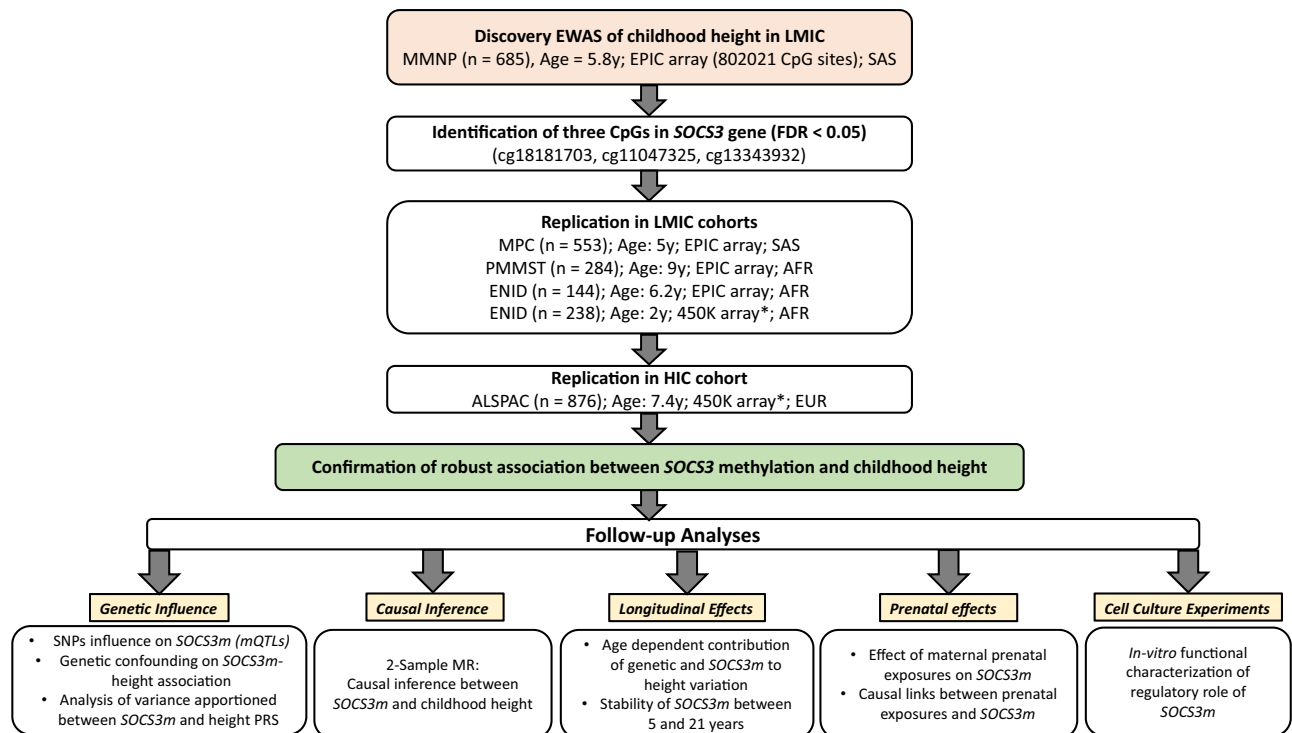 Discovery EWAS of childhood height in LMIC
MMNP (n = 685), Age = 5.8y; EPIC array (802021 CpG sites); SAS
Identification of three CpGs in SOCS3 gene (FDR < 0.05)
(cg18181703, cg11047325, cg13343932)
Replication in LMIC cohorts
MPC (n = 553); Age: 5y; EPIC array; SAS
PMMST (n = 284); Age: 9y; EPIC array; AFR
ENID (n = 144); Age: 6.2y; EPIC array; AFR
ENID (n = 238); Age: 2y; 450K array*; AFR
Replication in HIC cohort
ALSPAC (n = 876); Age: 7.4y; 450K array*; EUR
Confirmation of robust association between SOCS3 methylation and childhood height
Follow-up Analyses
Genetic Influence
• SNPs influence on SOCS3m (mQTLs)
• Genetic confounding on SOCS3m-
height association
• Analysis of variance apportioned
between SOCS3m and height PRS
Causal Inference
2-Sample MR:
Causal inference between
SOCS3m and childhood height
Longitudinal Effects
• Age dependent contribution
of genetic and SOCS3m to
height variation
• Stability of SOCS3m between
5 and 21 years
Prenatal effects
• Effect of maternal prenatal
exposures on SOCS3m
• Causal links between prenatal
exposures and SOCS3m
Cell Culture Experiments
In-vitro functional
characterization of
regulatory role of
SOCS3m